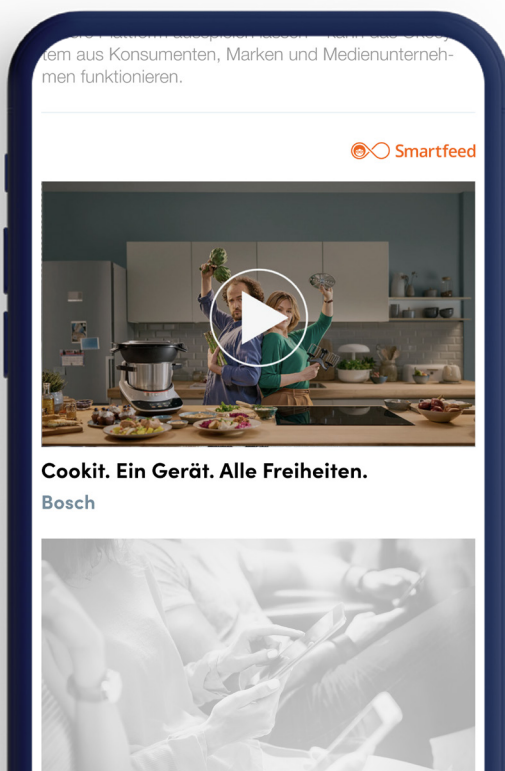 tem aus Konsumenten, Marken und Medienunterneh-
men funktionieren.
Smartfeed
Cookit. Ein Gerät. Alle Freiheiten.
Bosch